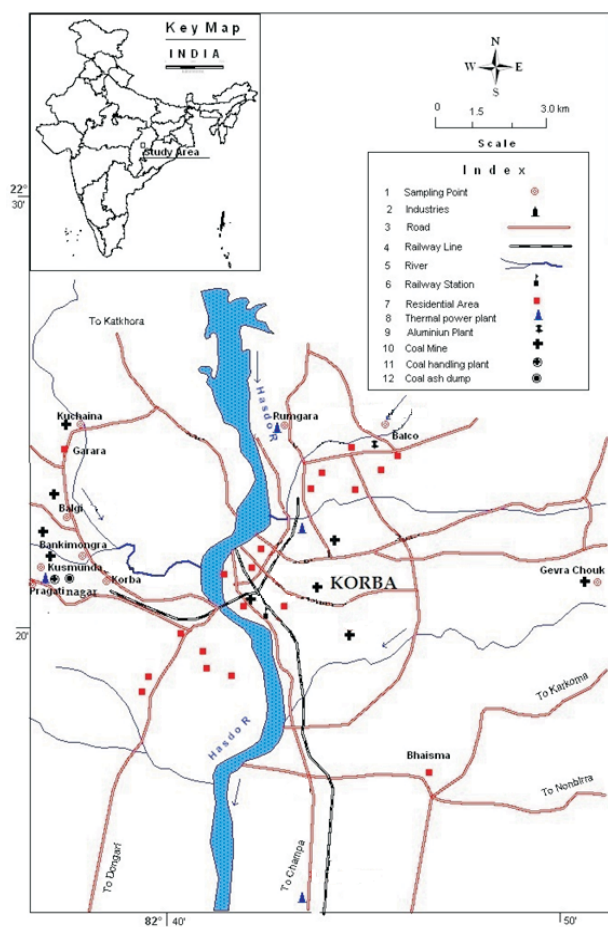 Key Map
INDIA
Study Area
N
W E
S
0 1.5 3.0 km
Scale
22°
30'
Index
1 Sampling Point
2 Industries
3 Road
4 Railway Line
5 River
6 Railway Station
7 Residential Area
8 Thermal power plant
9 Aluminiun Plant
10 Coal Mine
11 Coal handling plant
12 Coal ash dump
To Katkhora
Hasdo R
Kuchaina
Rumgara
Balco
Garara
Balgi
Bankimongra
Kusmunda
Korba
Pragati nagar
KORBA
Gevra Chouk
20'
Hasdo R
Bhaisma
To Karkoma
To Nonbirra
To Dongari
To Champa
82° 40'
50'